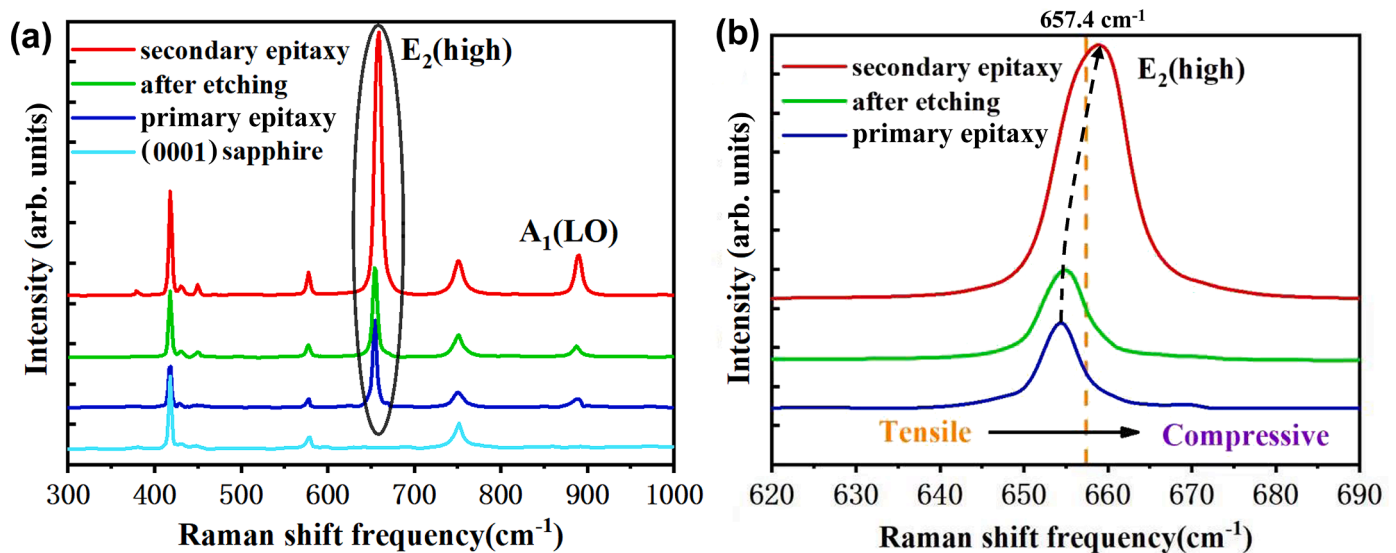 (a)
secondary epitaxy
after etching
primary epitaxy
(0001) sapphire
E₂(high)
A₁(LO)
Intensity (arb. units)
300 400 500 600 700 800 900 1000
Raman shift frequency(cm⁻¹)
(b)
657.4 cm⁻¹
secondary epitaxy
after etching
primary epitaxy
E₂(high)
Intensity (arb. units)
Tensile
Compressive
620 630 640 650 660 670 680 690
Raman shift frequency(cm⁻¹)